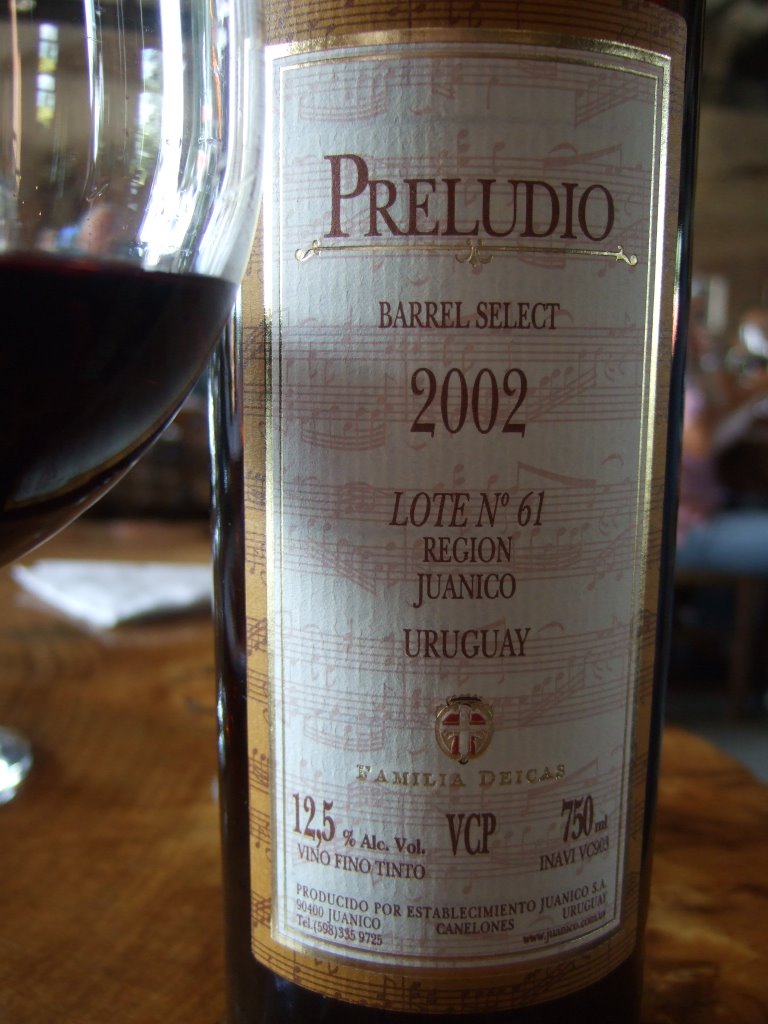 PRELUDIO
BARREL SELECT
2002
LOTE Nº 61
REGION
JUANICO
URUGUAY
FAMILIA DEICAS
12,5 % Alc. Vol. VCP 750 ml
VINO FINO TINTO INAVI VC903
PRODUCIDO POR ESTABLECIMIENTO JUANICO S.A.
90400 JUANICO CANELONES URUGUAY
Tel.(598)335 9725 www.juanico.com.uy